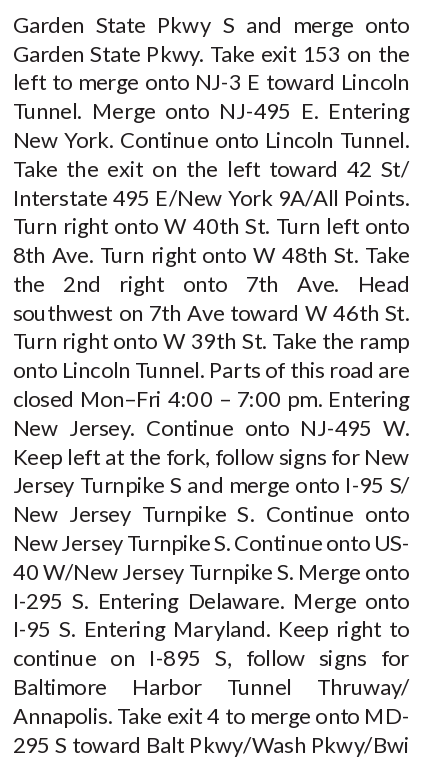 Garden State Pkwy S and merge onto
Garden State Pkwy. Take exit 153 on the
left to merge onto NJ-3 E toward Lincoln
Tunnel. Merge onto NJ-495 E. Entering
New York. Continue onto Lincoln Tunnel.
Take the exit on the left toward 42 St/
Interstate 495 E/New York 9A/All Points.
Turn right onto W 40th St. Turn left onto
8th Ave. Turn right onto W 48th St. Take
the 2nd right onto 7th Ave. Head
southwest on 7th Ave toward W 46th St.
Turn right onto W 39th St. Take the ramp
onto Lincoln Tunnel. Parts of this road are
closed Mon–Fri 4:00 – 7:00 pm. Entering
New Jersey. Continue onto NJ-495 W.
Keep left at the fork, follow signs for New
Jersey Turnpike S and merge onto I-95 S/
New Jersey Turnpike S. Continue onto
New Jersey Turnpike S. Continue onto US-
40 W/New Jersey Turnpike S. Merge onto
I-295 S. Entering Delaware. Merge onto
I-95 S. Entering Maryland. Keep right to
continue on I-895 S, follow signs for
Baltimore Harbor Tunnel Thruway/
Annapolis. Take exit 4 to merge onto MD-
295 S toward Balt Pkwy/Wash Pkwy/Bwi